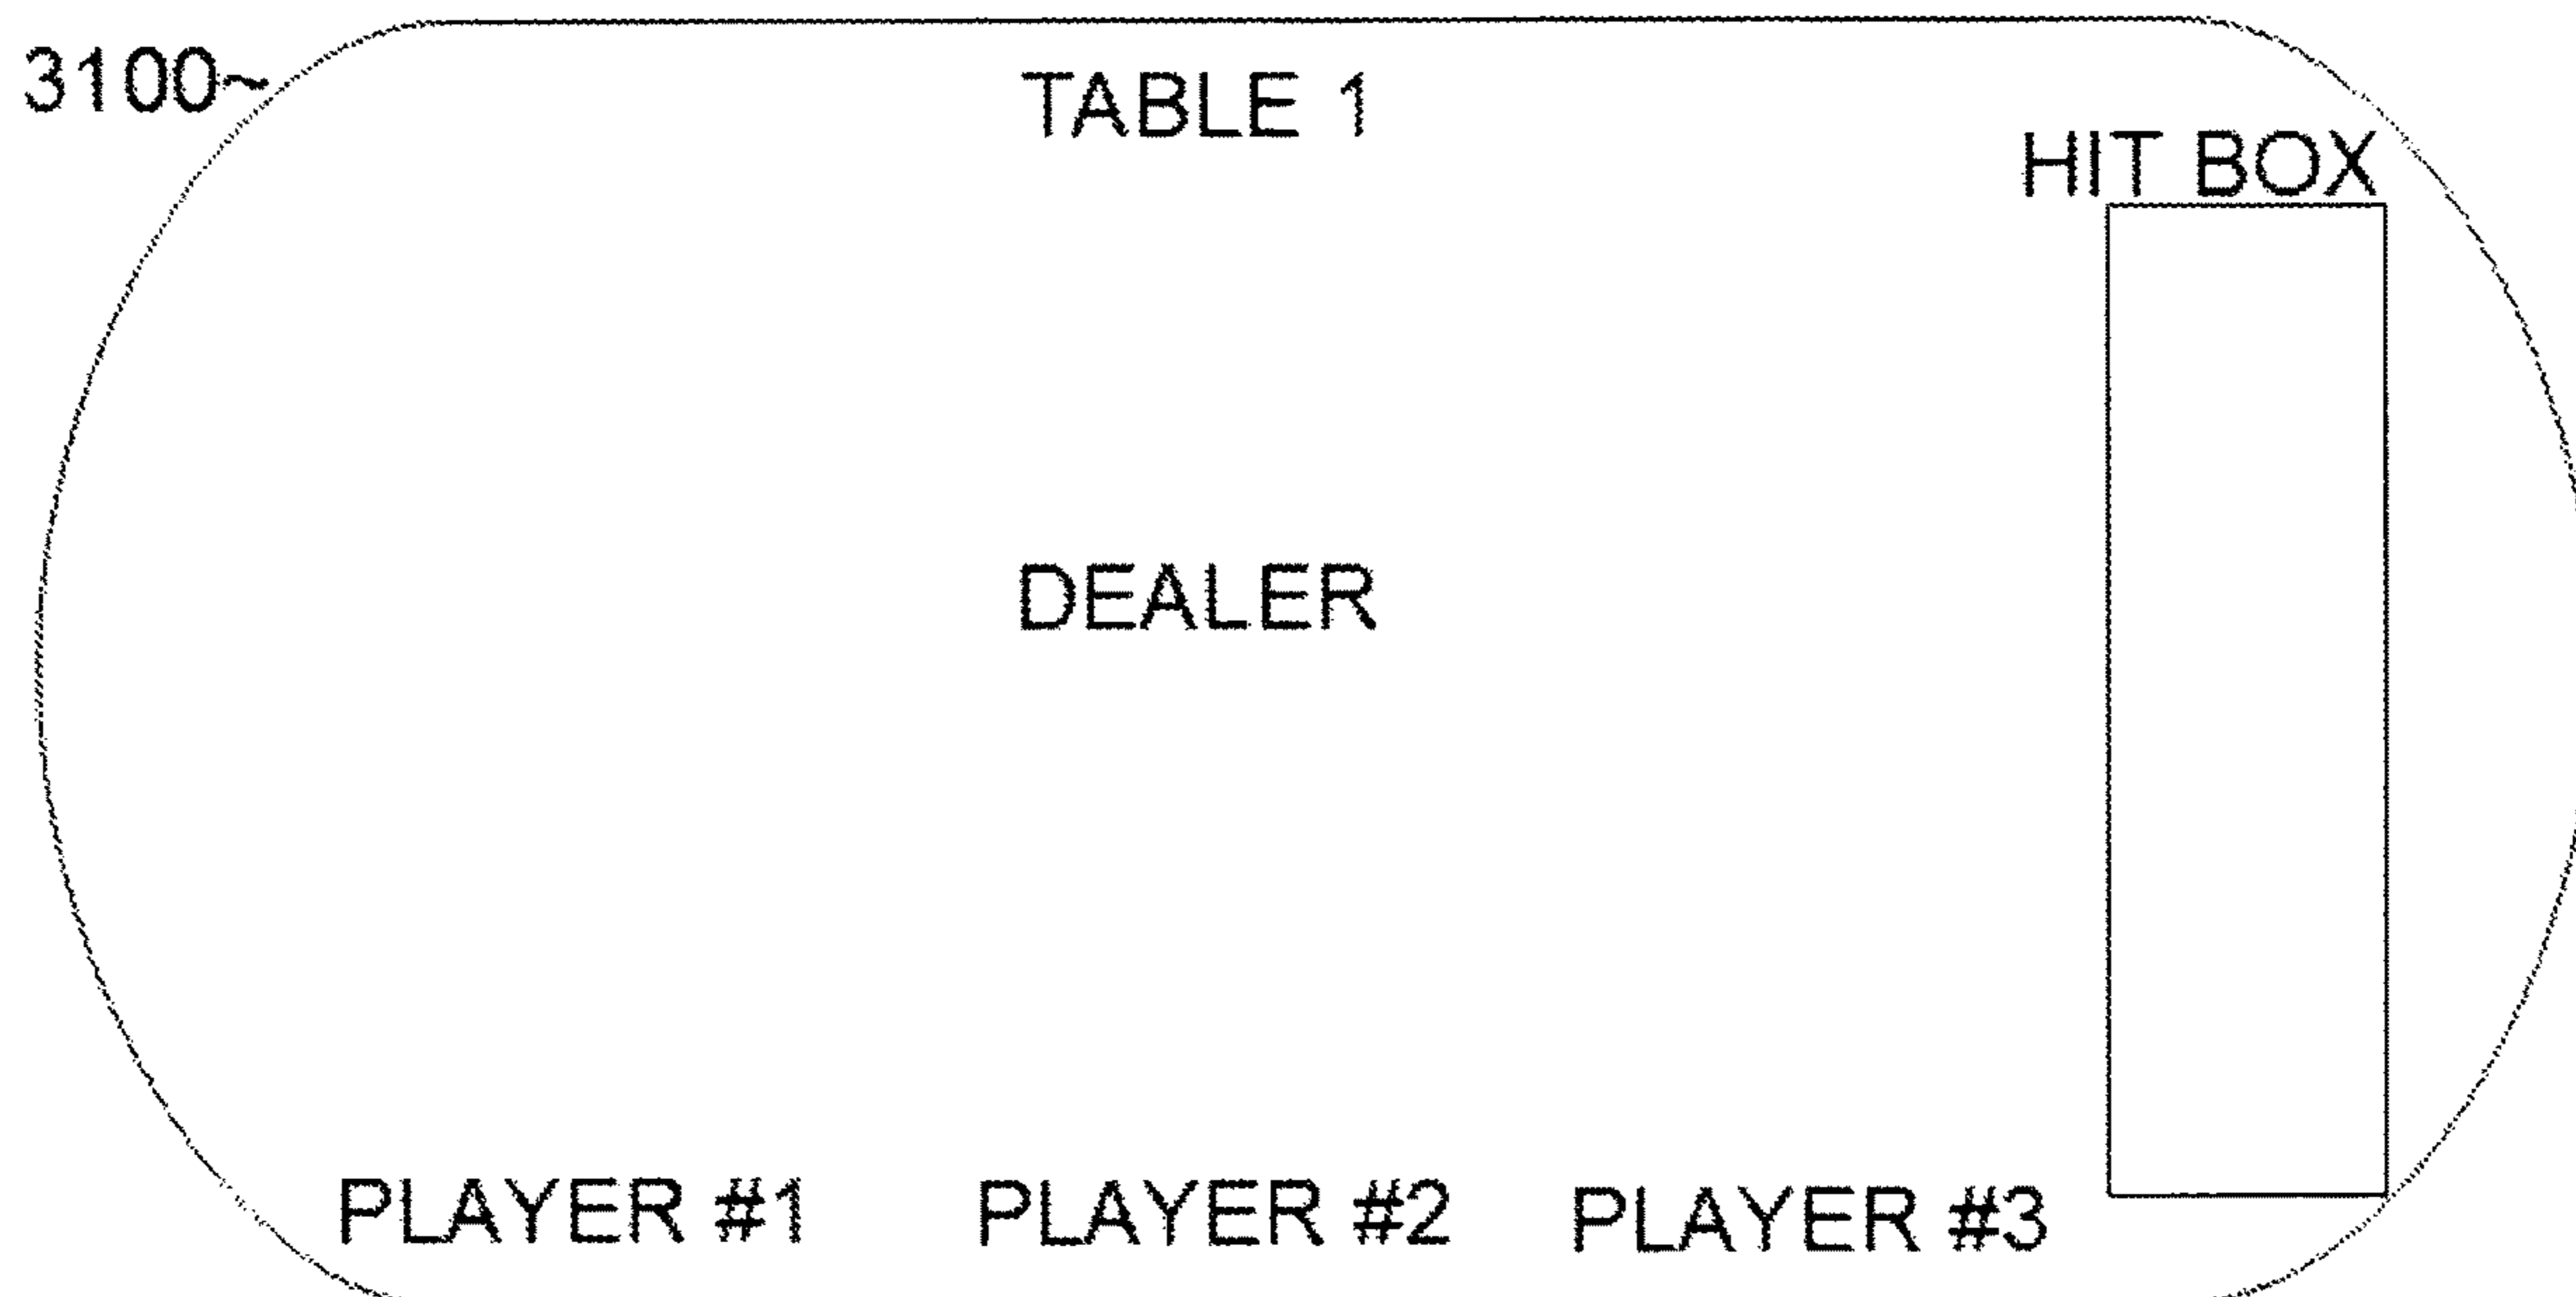 3100~
TABLE 1
HIT BOX
DEALER
PLAYER #1 PLAYER #2 PLAYER #3